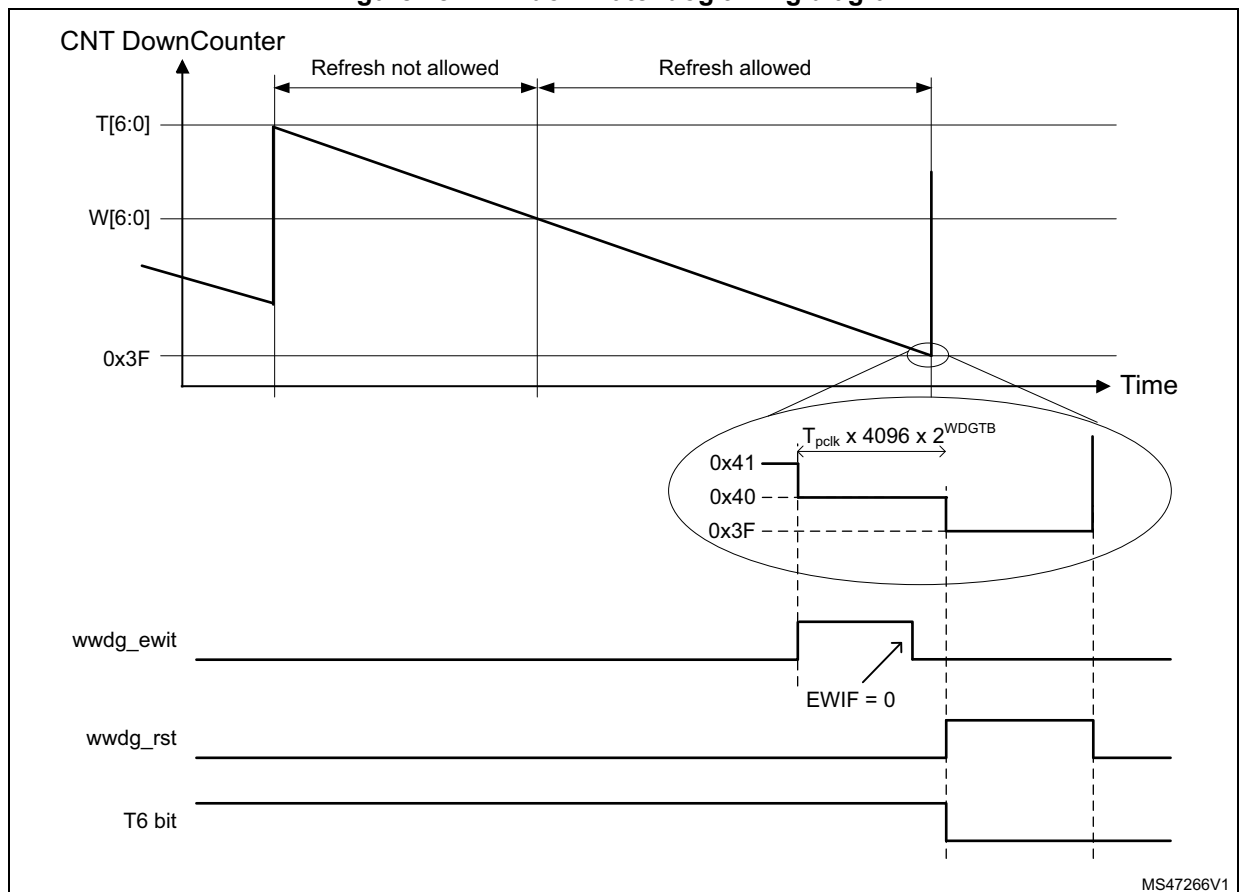 CNT DownCounter
Refresh not allowed
Refresh allowed
T[6:0]
W[6:0]
0x3F
Time
T_pclk x 4096 x 2^WDGTB
0x41
0x40
0x3F
wwdg_ewit
EWIF = 0
wwdg_rst
T6 bit
MS47266V1